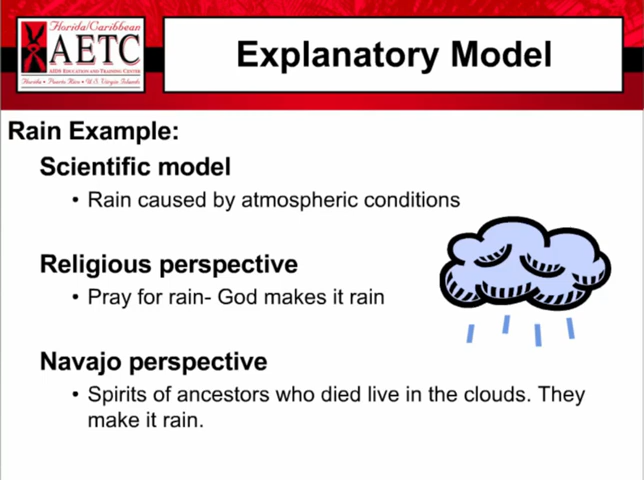 Florida/Caribbean
AETC
AIDS EDUCATION AND TRAINING CENTER
Florida • Puerto Rico • U.S. Virgin Islands
Explanatory Model
Rain Example:
Scientific model
• Rain caused by atmospheric conditions
Religious perspective
• Pray for rain- God makes it rain
Navajo perspective
• Spirits of ancestors who died live in the clouds. They
make it rain.